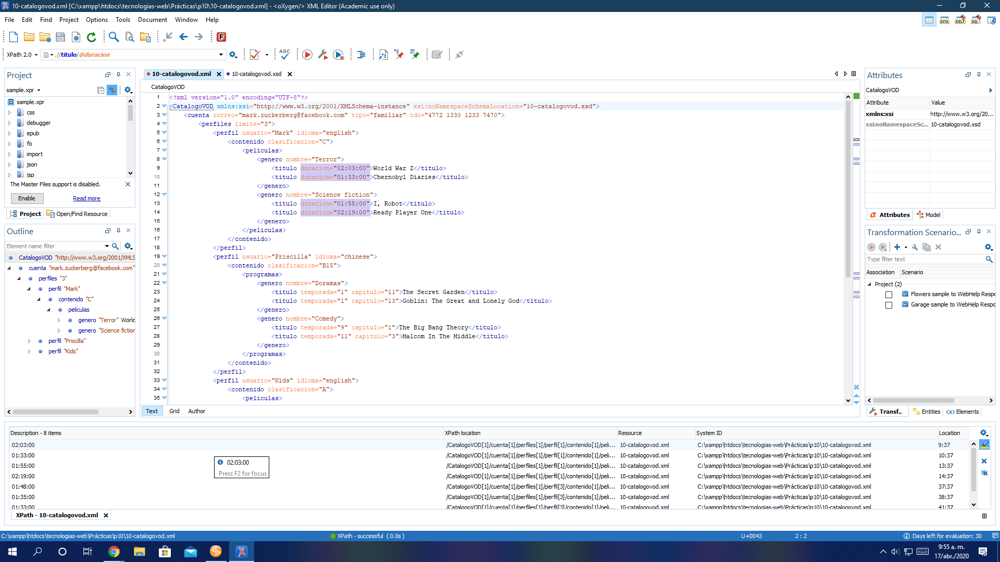 10-catalogovod.xml [C:\xampp\htdocs\tecnologias-web\Prácticas\p10\10-catalogovod.xml] - <oXygen/> XML Editor (Academic use only)
File Edit Find Project Options Tools Document Window Help
DITA XSLT XQ
XPath 2.0 .//titulo/@duracion
ABC
Project
sample.xpr
sample.xpr
css
debugger
epub
fo
import
json
jsp
The Master Files support is disabled.
Enable Read more
Project Open/Find Resource
Outline
Element name filter
CatalogoVOD "http://www.w3.org/2001/XMLS
cuenta "mark.zuckerberg@facebook.com"
perfiles "3"
perfil "Mark"
contenido "C"
peliculas
genero "Terror" World
genero "Science fiction
perfil "Priscilla"
perfil "Kids"
10-catalogovod.xml 10-catalogovod.xsd
CatalogoVOD
1 <?xml version="1.0" encoding="UTF-8"?>
2 <CatalogoVOD xmlns:xsi="http://www.w3.org/2001/XMLSchema-instance" xsi:noNamespaceSchemaLocation="10-catalogovod.xsd">
3 <cuenta correo="mark.zuckerberg@facebook.com" tipo="familiar" tdc="4772 1330 1233 7470">
4 <perfiles limite="3">
5 <perfil usuario="Mark" idioma="english">
6 <contenido clasificacion="C">
7 <peliculas>
8 <genero nombre="Terror">
9 <titulo duracion="02:03:00">World War Z</titulo>
10 <titulo duracion="01:33:00">Chernobyl Diaries</titulo>
11 </genero>
12 <genero nombre="Science fiction">
13 <titulo duracion="01:55:00">I, Robot</titulo>
14 <titulo duracion="02:19:00">Ready Player One</titulo>
15 </genero>
16 </peliculas>
17 </contenido>
18 </perfil>
19 <perfil usuario="Priscilla" idioma="chinese">
20 <contenido clasificacion="B15">
21 <programas>
22 <genero nombre="Doramas">
23 <titulo temporada="1" capitulo="11">The Secret Garden</titulo>
24 <titulo temporada="1" capitulo="13">Goblin: The Great and Lonely God</titulo>
25 </genero>
26 <genero nombre="Comedy">
27 <titulo temporada="9" capitulo="1">The Big Bang Theory</titulo>
28 <titulo temporada="11" capitulo="3">Malcom In The Middle</titulo>
29 </genero>
30 </programas>
31 </contenido>
32 </perfil>
33 <perfil usuario="Kids" idioma="english">
34 <contenido clasificacion="A">
35 <peliculas>
Text Grid Author
Attributes
CatalogoVOD
Attribute Value
xmlns:xsi http://www.w3.org/20...
xsi:noNamespaceSc... 10-catalogovod.xsd
Attributes Model
Transformation Scenario...
Type filter text
Association Scenario
Project (2)
Flowers sample to WebHelp Respo
Garage sample to WebHelp Respo
Transf.. Entities Elements
Description - 8 items XPath location Resource System ID Location
02:03:00 /CatalogoVOD[1]/cuenta[1]/perfiles[1]/perfil[1]/contenido[1]/peli... 10-catalogovod.xml C:\xampp\htdocs\tecnologias-web\Prácticas\p10\10-catalogovod.xml 9:37
01:33:00 /CatalogoVOD[1]/cuenta[1]/perfiles[1]/perfil[1]/contenido[1]/peli... 10-catalogovod.xml C:\xampp\htdocs\tecnologias-web\Prácticas\p10\10-catalogovod.xml 10:37
01:55:00 /CatalogoVOD[1]/cuenta[1]/perfiles[1]/perfil[1]/contenido[1]/peli... 10-catalogovod.xml C:\xampp\htdocs\tecnologias-web\Prácticas\p10\10-catalogovod.xml 13:37
02:19:00 /CatalogoVOD[1]/cuenta[1]/perfiles[1]/perfil[1]/contenido[1]/peli... 10-catalogovod.xml C:\xampp\htdocs\tecnologias-web\Prácticas\p10\10-catalogovod.xml 14:37
01:48:00 /CatalogoVOD[1]/cuenta[1]/perfiles[1]/perfil[3]/contenido[1]/peli... 10-catalogovod.xml C:\xampp\htdocs\tecnologias-web\Prácticas\p10\10-catalogovod.xml 37:37
01:35:00 /CatalogoVOD[1]/cuenta[1]/perfiles[1]/perfil[3]/contenido[1]/peli... 10-catalogovod.xml C:\xampp\htdocs\tecnologias-web\Prácticas\p10\10-catalogovod.xml 38:37
01:33:00 /CatalogoVOD[1]/cuenta[1]/perfiles[1]/perfil[3]/contenido[1]/peli... 10-catalogovod.xml C:\xampp\htdocs\tecnologias-web\Prácticas\p10\10-catalogovod.xml 41:37
02:03:00
Press F2 for focus
XPath - 10-catalogovod.xml
C:\xampp\htdocs\tecnologias-web\Prácticas\p10\10-catalogovod.xml XPath - successful (0.0s) U+0043 2 : 2 Days left for evaluation: 30
9:55 a. m.
17/abr./2020